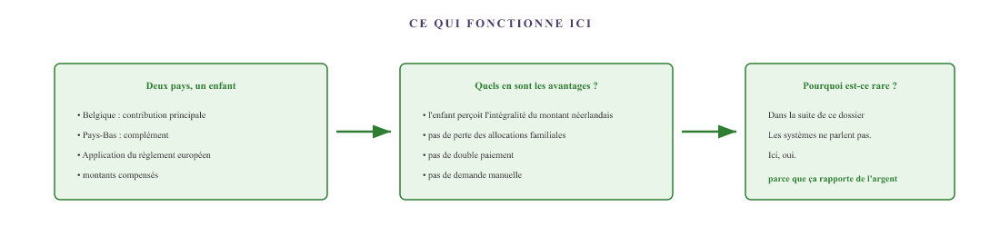 CE QUI FONCTIONNE ICI
Deux pays, un enfant
• Belgique : contribution principale
• Pays-Bas : complément
• Application du règlement européen
• montants compensés
Quels en sont les avantages ?
• l'enfant perçoit l'intégralité du montant néerlandais
• pas de perte des allocations familiales
• pas de double paiement
• pas de demande manuelle
Pourquoi est-ce rare ?
Dans la suite de ce dossier
Les systèmes ne parlent pas.
Ici, oui.
parce que ça rapporte de l'argent